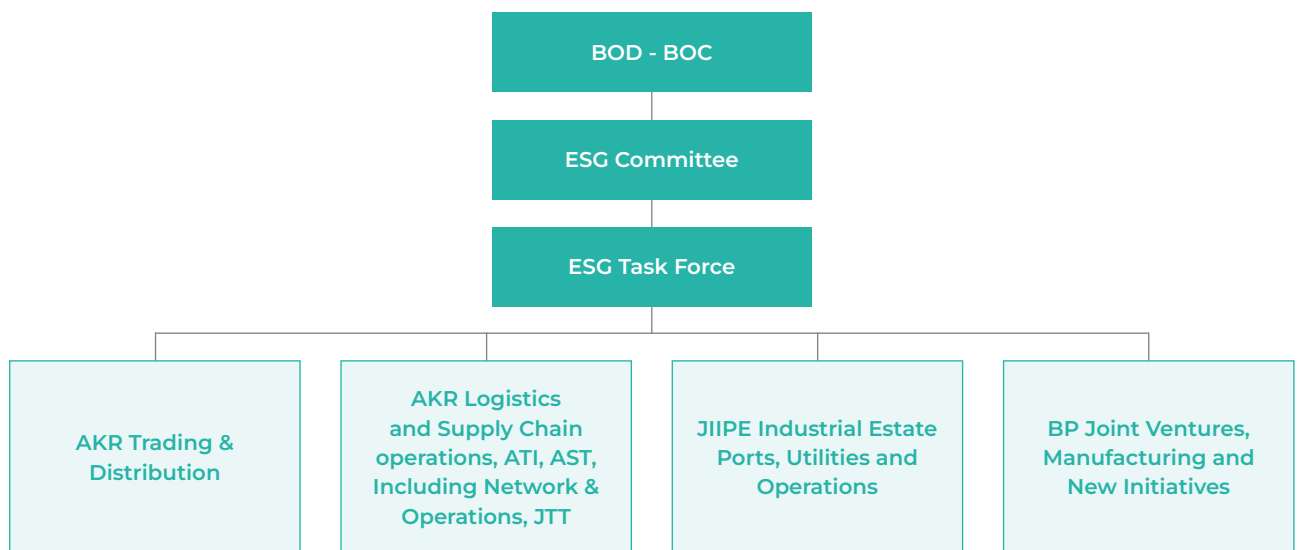 BOD - BOC
ESG Committee
ESG Task Force
AKR Trading &
Distribution
AKR Logistics
and Supply Chain
operations, ATI, AST,
Including Network &
Operations, JTT
JIIPE Industrial Estate
Ports, Utilities and
Operations
BP Joint Ventures,
Manufacturing and
New Initiatives